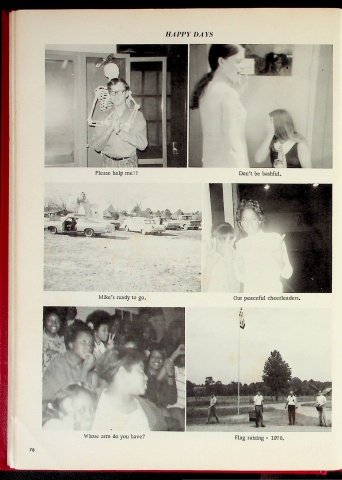 HAPPY DAYS
Please help me!!
Don't be bashful.
Mike's ready to go.
Our peaceful cheerleaders.
Whose arm do you have?
Flag raising - 1970.
78